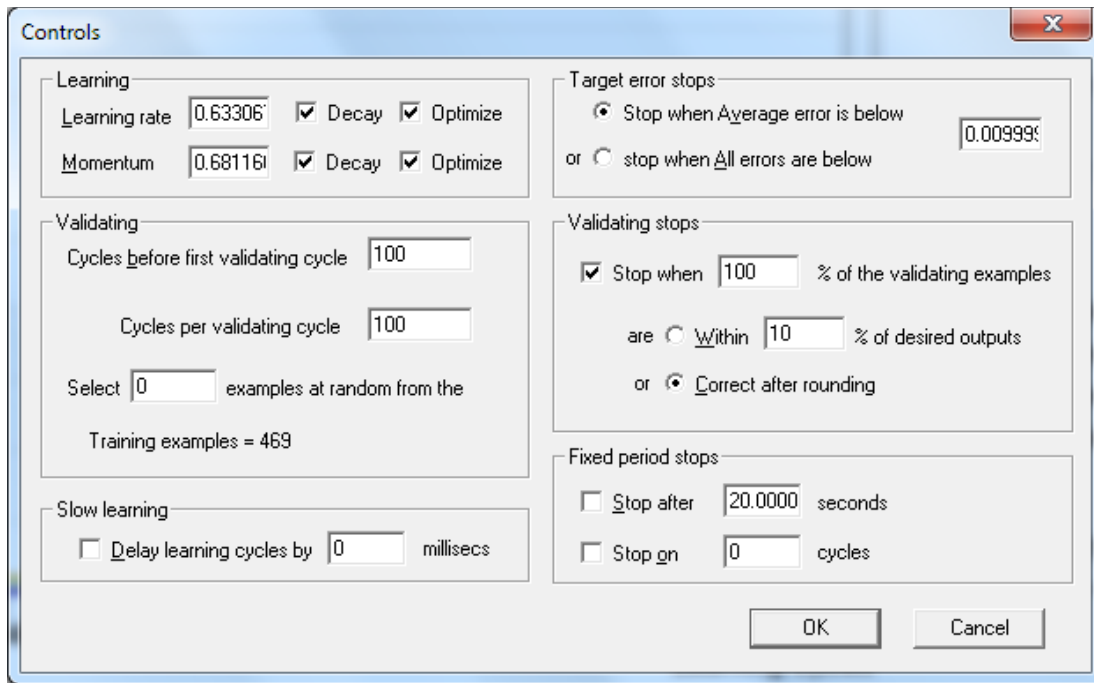 Controls
Learning
Learning rate 0.63306 Decay Optimize
Momentum 0.68116 Decay Optimize
Validating
Cycles before first validating cycle 100
Cycles per validating cycle 100
Select 0 examples at random from the
Training examples = 469
Slow learning
Delay learning cycles by 0 millisecs
Target error stops
Stop when Average error is below
0.00999
or stop when All errors are below
Validating stops
Stop when 100 % of the validating examples
are Within 10 % of desired outputs
or Correct after rounding
Fixed period stops
Stop after 20.0000 seconds
Stop on 0 cycles
OK Cancel